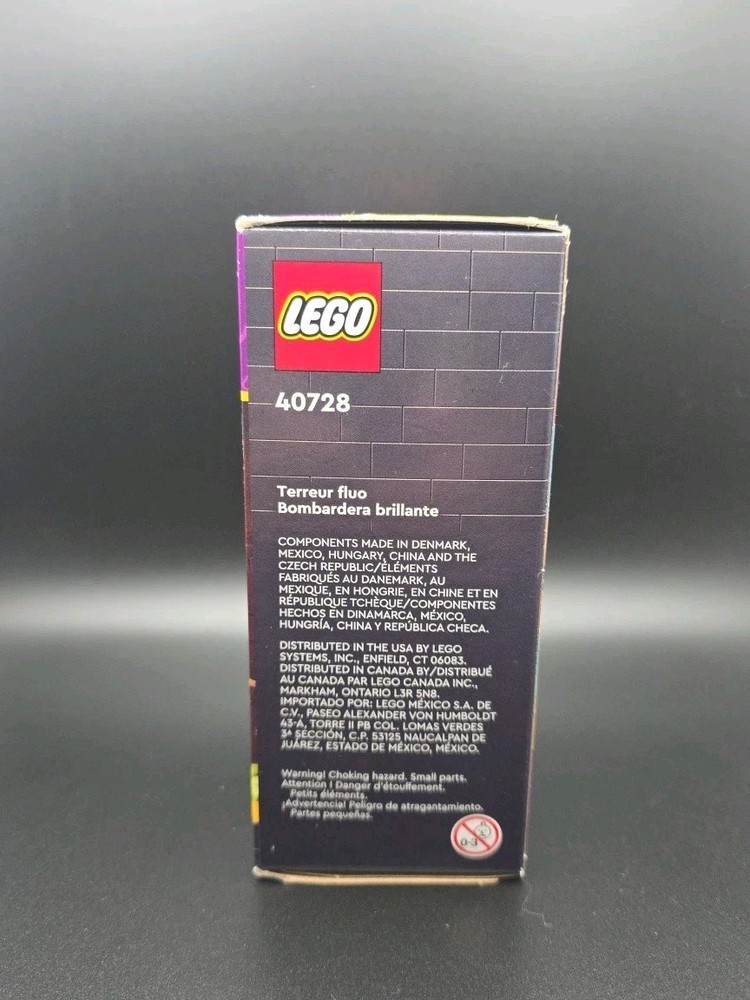 LEGO
40728
Terreur fluo
Bombardera brillante
COMPONENTS MADE IN DENMARK,
MEXICO, HUNGARY, CHINA AND THE
CZECH REPUBLIC/ÉLÉMENTS
FABRIQUÉS AU DANEMARK, AU
MEXIQUE, EN HONGRIE, EN CHINE ET EN
RÉPUBLIQUE TCHÈQUE/COMPONENTES
HECHOS EN DINAMARCA, MÉXICO,
HUNGRÍA, CHINA Y REPÚBLICA CHECA.
DISTRIBUTED IN THE USA BY LEGO
SYSTEMS, INC., ENFIELD, CT 06083.
DISTRIBUTED IN CANADA BY/DISTRIBUÉ
AU CANADA PAR LEGO CANADA INC.,
MARKHAM, ONTARIO L3R 5N8.
IMPORTADO POR: LEGO MÉXICO S.A. DE
C.V., PASEO ALEXANDER VON HUMBOLDT
43-A, TORRE II PB COL. LOMAS VERDES
3ᴬ SECCIÓN, C.P. 53125 NAUCALPAN DE
JUÁREZ, ESTADO DE MÉXICO, MÉXICO.
Warning! Choking hazard. Small parts.
Attention ! Danger d'étouffement.
Petits éléments.
¡Advertencia! Peligro de atragantamiento.
Partes pequeñas.
0-3